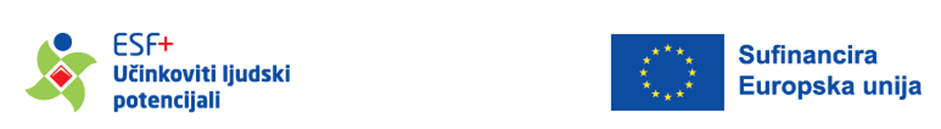 ESF+
Učinkoviti ljudski
potencijali
Sufinancira
Europska unija